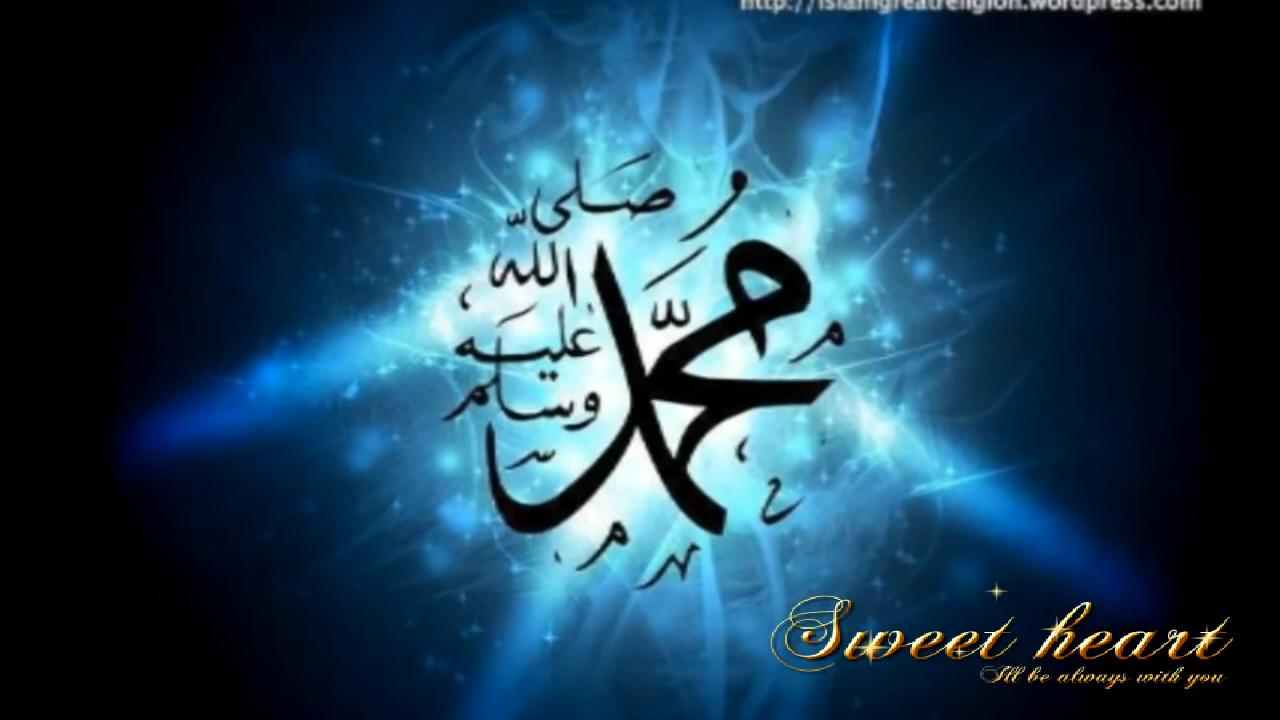 http://islamgreatreligion.wordpress.com
محمد
صلى
الله
عليه
وسلم
Sweet heart
I'll be always with you